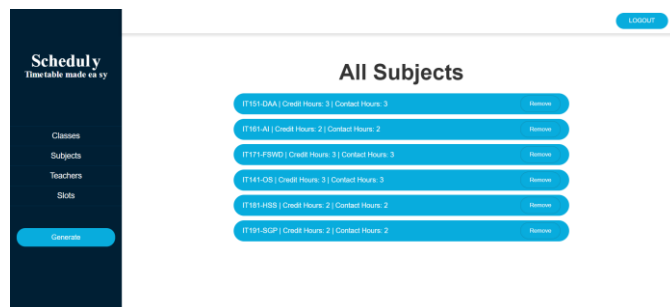 LOGOUT
Scheduly
Timetable made ea sy
All Subjects
IT151-DAA | Credit Hours: 3 | Contact Hours: 3 Remove
IT161-AI | Credit Hours: 2 | Contact Hours: 2 Remove
IT171-FSWD | Credit Hours: 3 | Contact Hours: 3 Remove
IT141-OS | Credit Hours: 3 | Contact Hours: 3 Remove
IT181-HSS | Credit Hours: 2 | Contact Hours: 2 Remove
IT191-SGP | Credit Hours: 2 | Contact Hours: 2 Remove
Classes
Subjects
Teachers
Slots
Generate